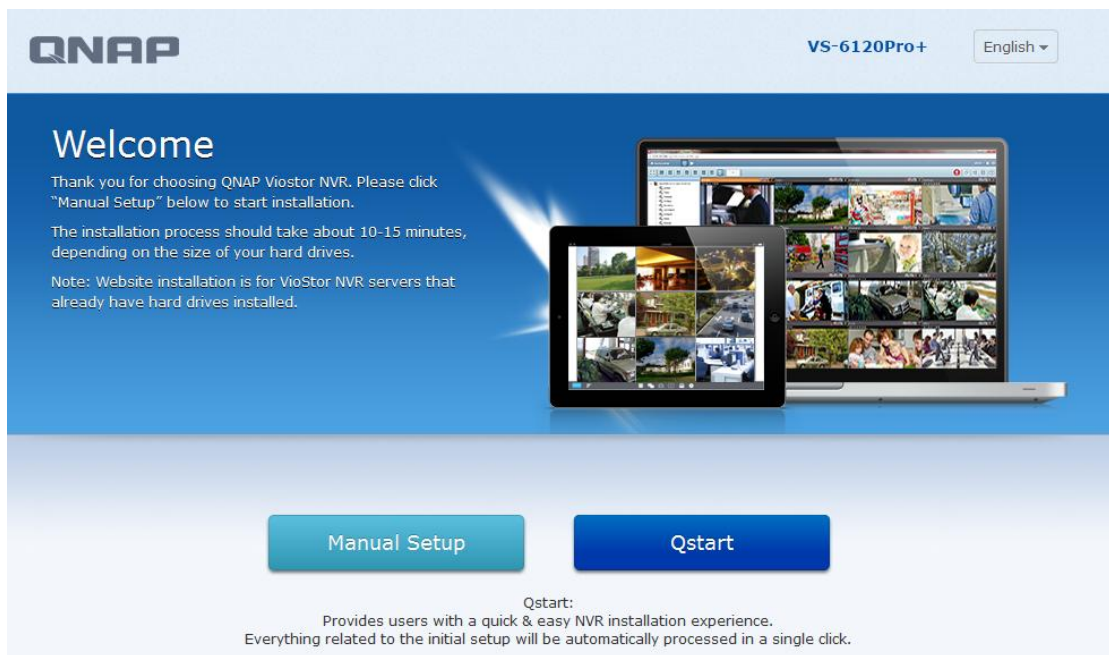 QNAP
VS-6120Pro+
English
Welcome
Thank you for choosing QNAP Viostor NVR. Please click
"Manual Setup" below to start installation.
The installation process should take about 10-15 minutes,
depending on the size of your hard drives.
Note: Website installation is for VioStor NVR servers that
already have hard drives installed.
Manual Setup
Qstart
Qstart:
Provides users with a quick & easy NVR installation experience.
Everything related to the initial setup will be automatically processed in a single click.